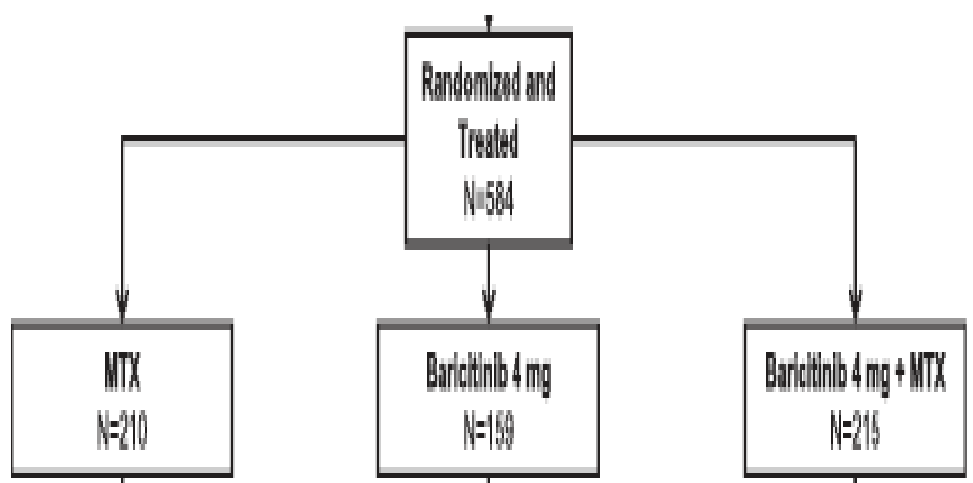 Randomized and
Treated
N=584
MTX
N=210
Baricitinib 4 mg
N=159
Baricitinib 4 mg + MTX
N=215